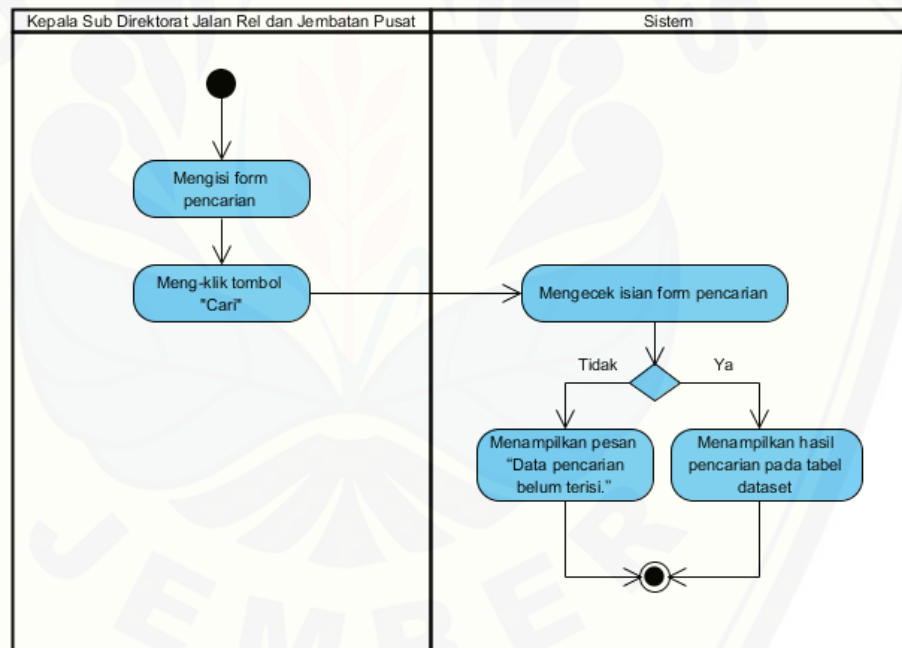 Kepala Sub Direktorat Jalan Rel dan Jembatan Pusat
Sistem
Mengisi form
pencarian
Meng-klik tombol
"Cari"
Mengecek isian form pencarian
Tidak
Ya
Menampilkan pesan
“Data pencarian
belum terisi.”
Menampilkan hasil
pencarian pada tabel
dataset
JEMBER
S